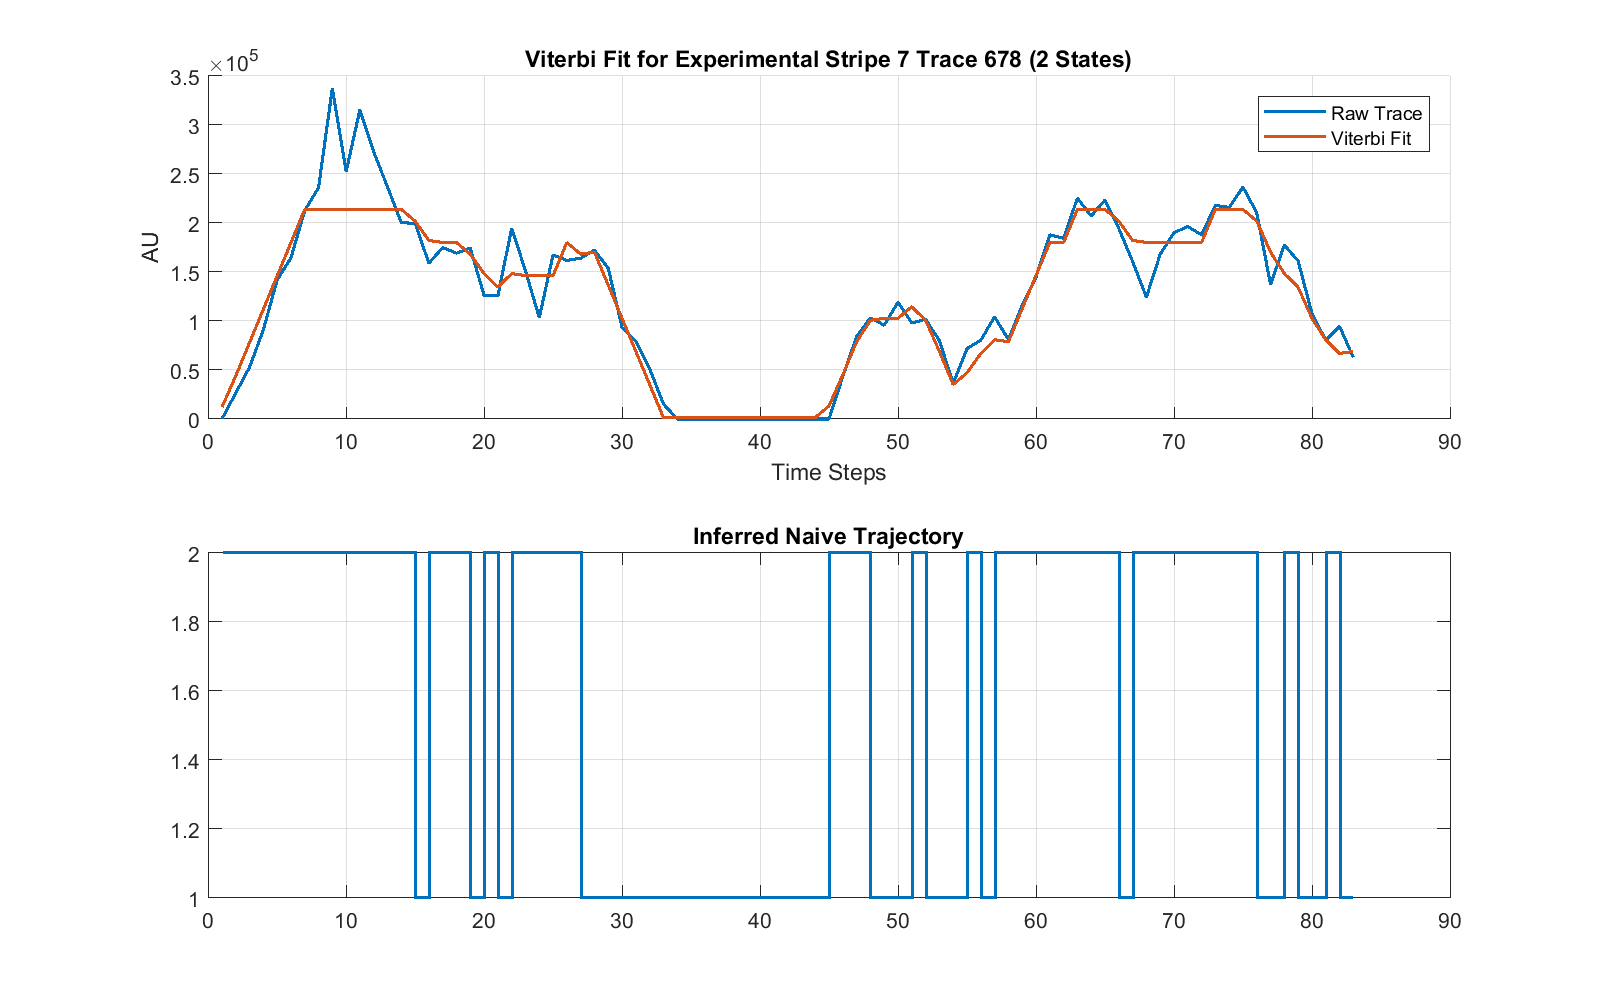 Viterbi Fit for Experimental Stripe 7 Trace 678 (2 States)
×10⁵
3.5
3
2.5
2
1.5
1
0.5
0
AU
Raw Trace
Viterbi Fit
0 10 20 30 40 50 60 70 80 90
Time Steps
Inferred Naive Trajectory
2
1.8
1.6
1.4
1.2
1
0 10 20 30 40 50 60 70 80 90